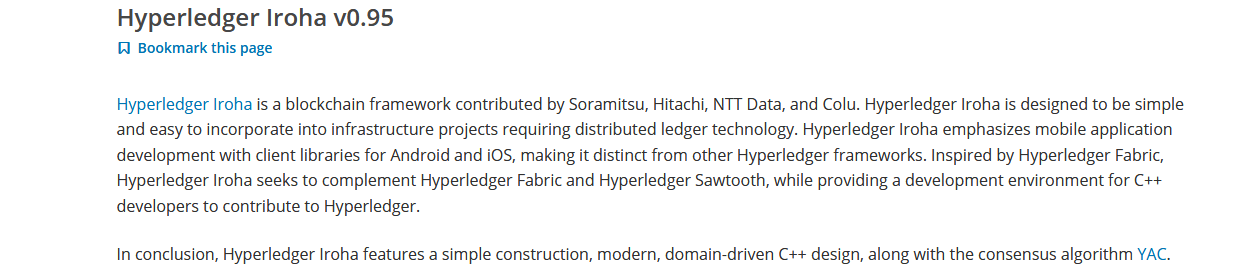 Hyperledger Iroha v0.95
Bookmark this page
Hyperledger Iroha is a blockchain framework contributed by Soramitsu, Hitachi, NTT Data, and Colu. Hyperledger Iroha is designed to be simple
and easy to incorporate into infrastructure projects requiring distributed ledger technology. Hyperledger Iroha emphasizes mobile application
development with client libraries for Android and iOS, making it distinct from other Hyperledger frameworks. Inspired by Hyperledger Fabric,
Hyperledger Iroha seeks to complement Hyperledger Fabric and Hyperledger Sawtooth, while providing a development environment for C++
developers to contribute to Hyperledger.
In conclusion, Hyperledger Iroha features a simple construction, modern, domain-driven C++ design, along with the consensus algorithm YAC.